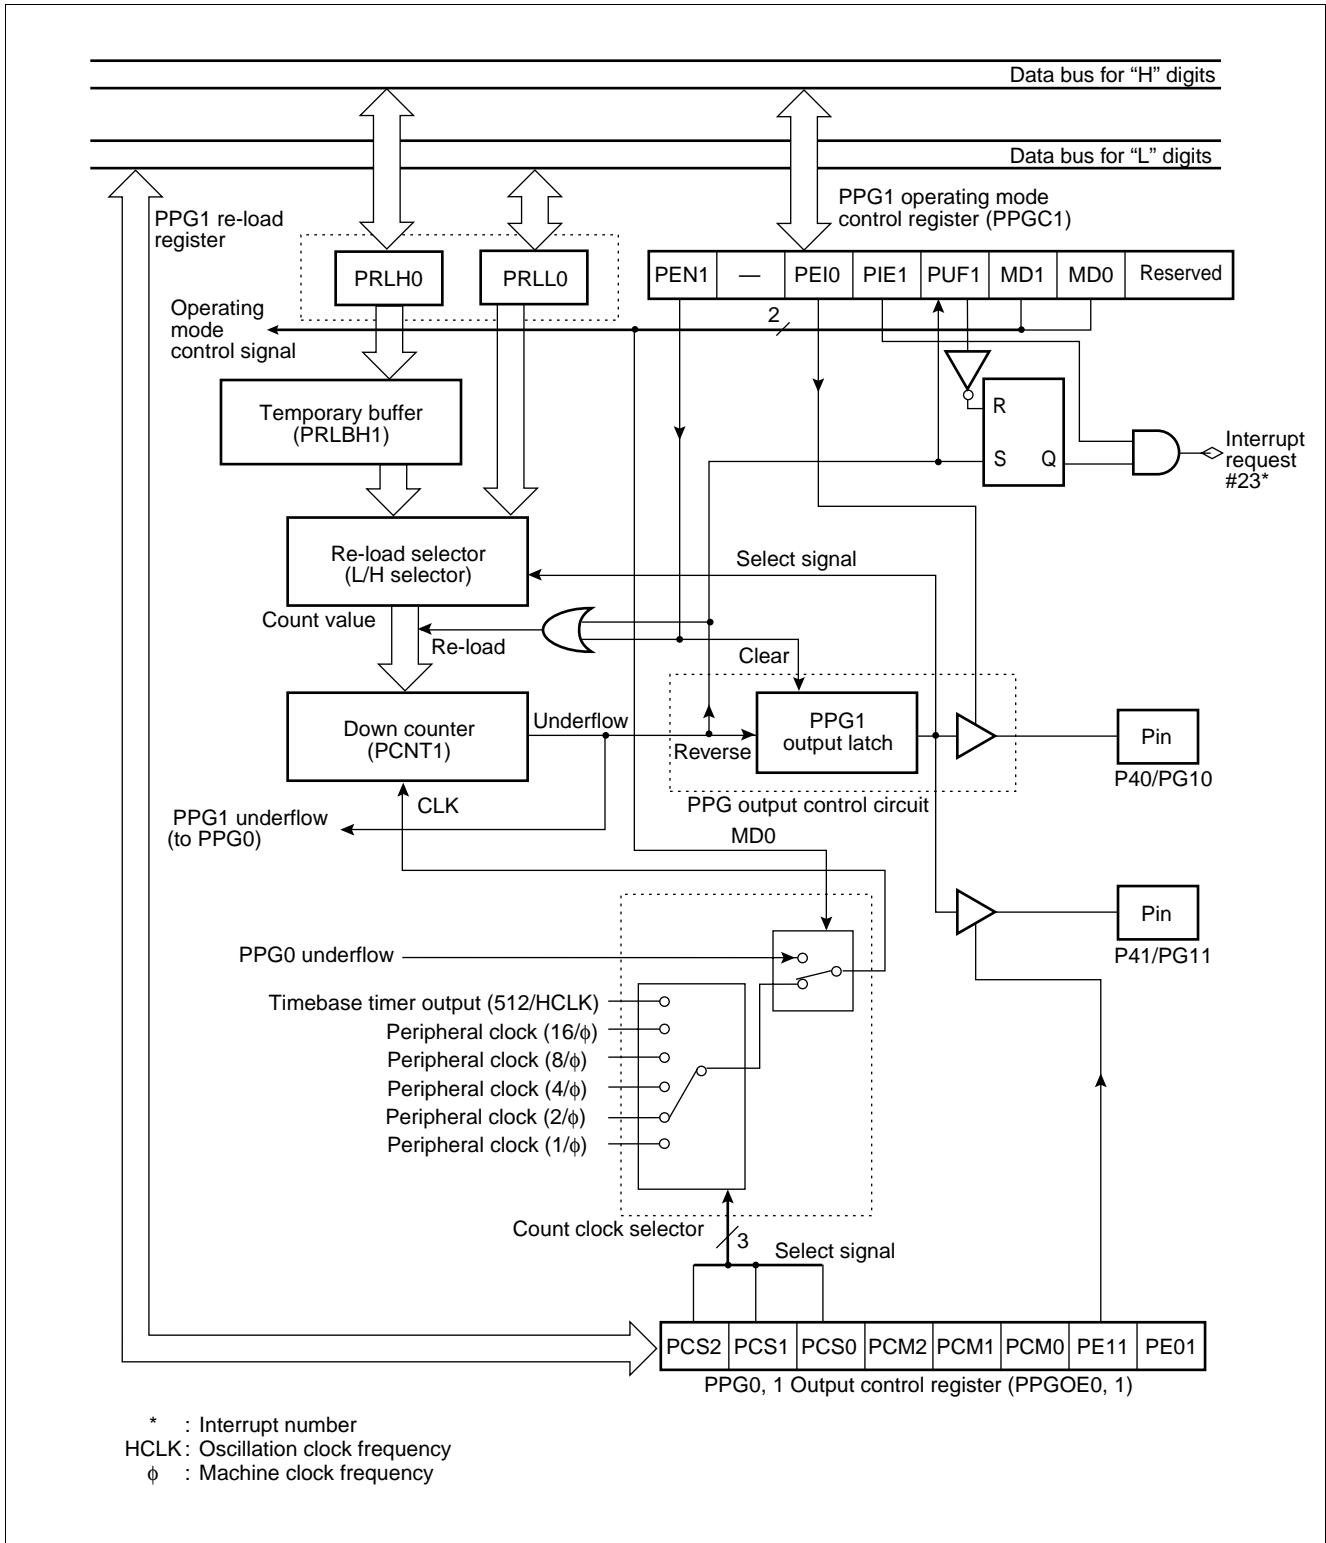 Data bus for “H” digits
Data bus for “L” digits
PPG1 re-load
register
PPG1 operating mode
control register (PPGC1)
PRLH0
PRLL0
PEN1
—
PEI0
PIE1
PUF1
MD1
MD0
Reserved
Operating
mode
control signal
2
Temporary buffer
(PRLBH1)
R
S
Q
Interrupt
request
#23*
Re-load selector
(L/H selector)
Select signal
Count value
Re-load
Clear
Down counter
(PCNT1)
Underflow
Reverse
PPG1
output latch
Pin
P40/PG10
CLK
PPG output control circuit
PPG1 underflow
(to PPG0)
MD0
Pin
P41/PG11
PPG0 underflow
Timebase timer output (512/HCLK)
Peripheral clock (16/ϕ)
Peripheral clock (8/ϕ)
Peripheral clock (4/ϕ)
Peripheral clock (2/ϕ)
Peripheral clock (1/ϕ)
Count clock selector
3
Select signal
PCS2
PCS1
PCS0
PCM2
PCM1
PCM0
PE11
PE01
PPG0, 1 Output control register (PPGOE0, 1)
* : Interrupt number
HCLK : Oscillation clock frequency
ϕ : Machine clock frequency